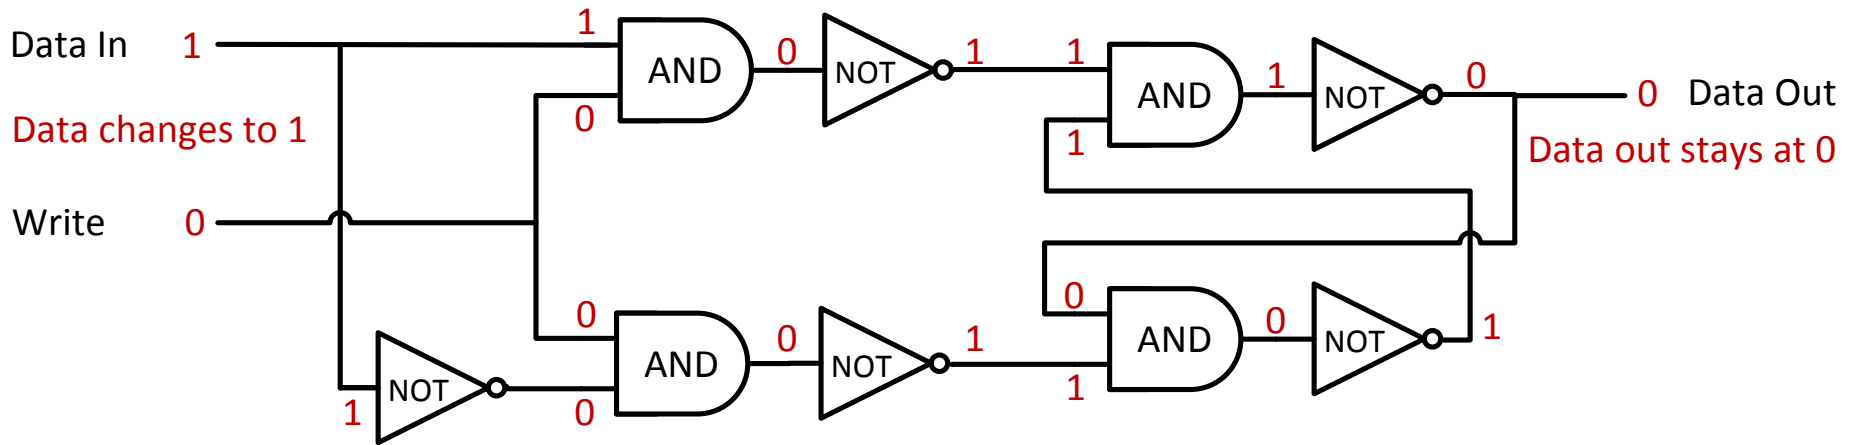 Data In 1 1 AND 0 NOT 1 1 AND 1 NOT 0 0 Data Out
Data changes to 1 0 1 Data out stays at 0
Write 0
0 AND 0 NOT 1 0 AND 0 NOT 1
1 NOT 0 1